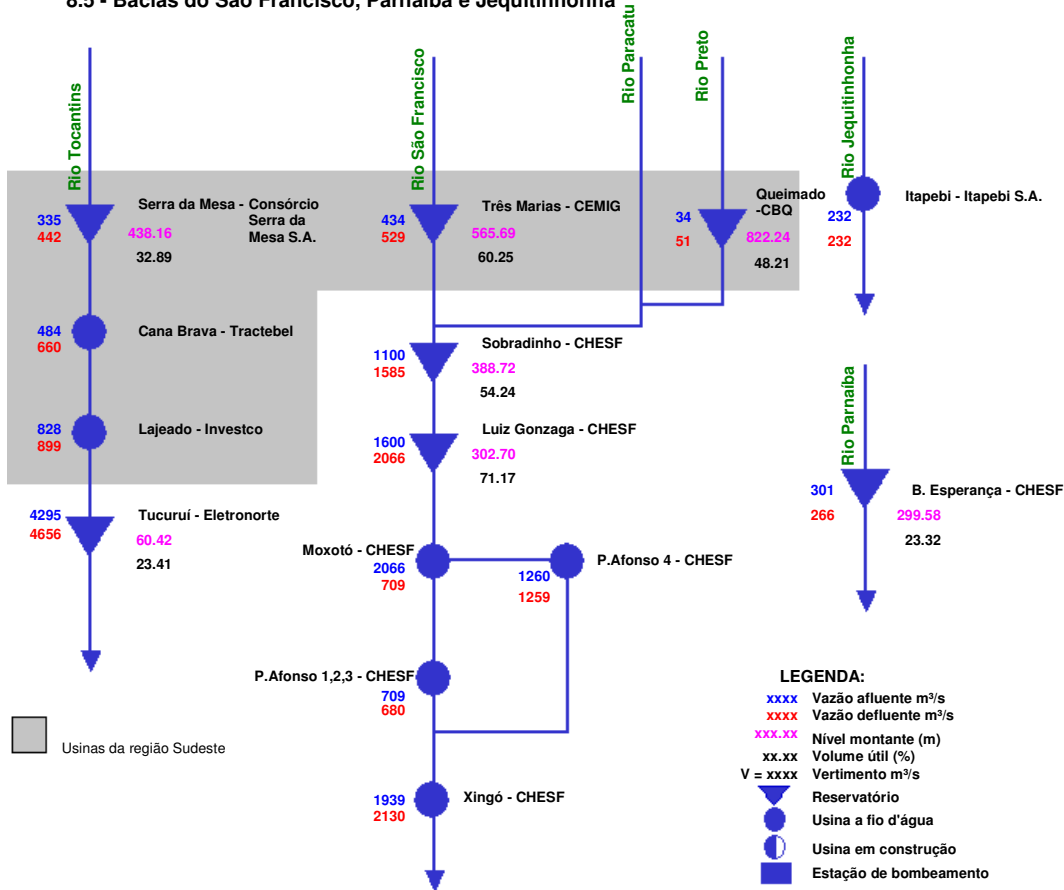 8.5 - Bacias do São Francisco, Parnaíba e Jequitinhonha
Rio Tocantins
Rio São Francisco
Rio Paracatu
Rio Preto
Rio Jequitinhonha
335
442
Serra da Mesa - Consórcio
Serra da
Mesa S.A.
438.16
32.89
434
529
Três Marias - CEMIG
565.69
60.25
34
51
Queimado
-CBQ
822.24
48.21
232
232
Itapebi - Itapebi S.A.
484
660
Cana Brava - Tractebel
1100
1585
Sobradinho - CHESF
388.72
54.24
828
899
Lajeado - Investco
1600
2066
Luiz Gonzaga - CHESF
302.70
71.17
Rio Parnaíba
301
266
B. Esperança - CHESF
299.58
23.32
4295
4656
Tucuruí - Eletronorte
60.42
23.41
Moxotó - CHESF
2066
709
P.Afonso 4 - CHESF
1260
1259
P.Afonso 1,2,3 - CHESF
709
680
Usinas da região Sudeste
1939
2130
Xingó - CHESF
LEGENDA:
xxxx Vazão afluente m³/s
xxxx Vazão defluente m³/s
xxx.xx Nível montante (m)
xx.xx Volume útil (%)
V = xxxx Vertimento m³/s
Reservatório
Usina a fio d'água
Usina em construção
Estação de bombeamento